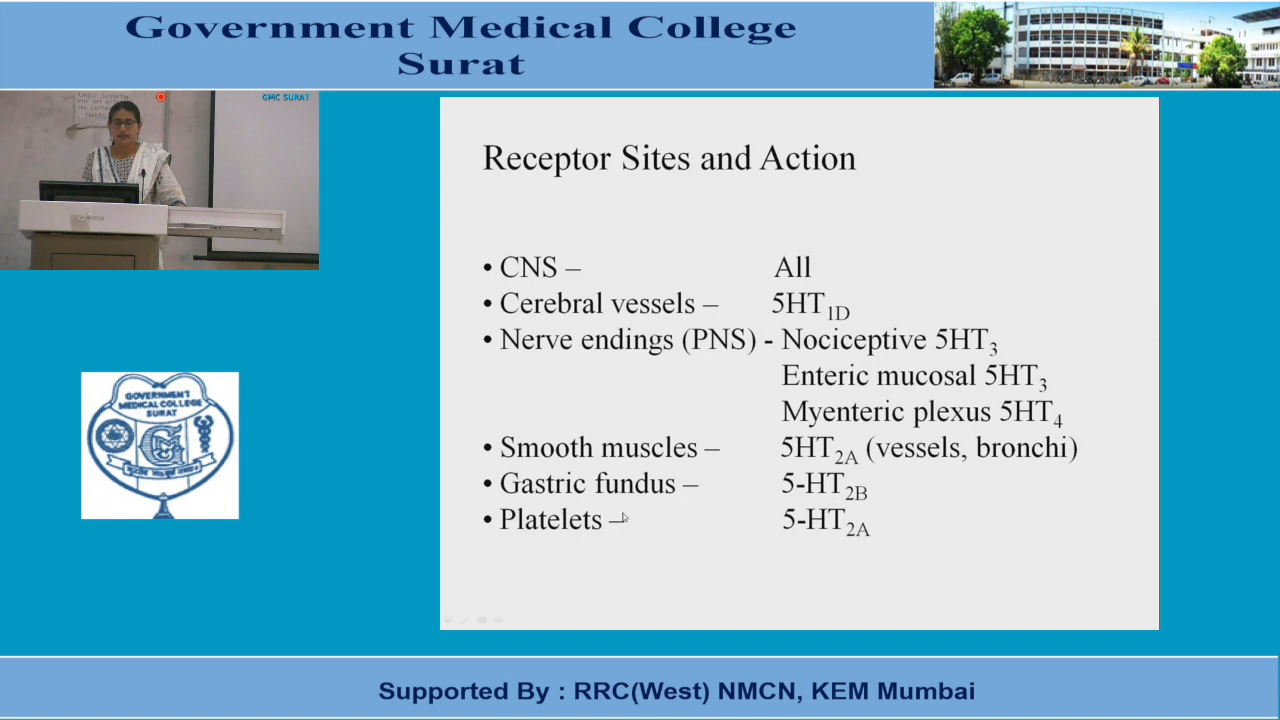 Government Medical College
Surat
GMC SURAT
Receptor Sites and Action
• CNS – All
• Cerebral vessels – 5HT1D
• Nerve endings (PNS) - Nociceptive 5HT3
Enteric mucosal 5HT3
Myenteric plexus 5HT4
• Smooth muscles – 5HT2A (vessels, bronchi)
• Gastric fundus – 5-HT2B
• Platelets – 5-HT2A
GOVERNMENT
MEDICAL COLLEGE
SURAT
Supported By : RRC(West) NMCN, KEM Mumbai